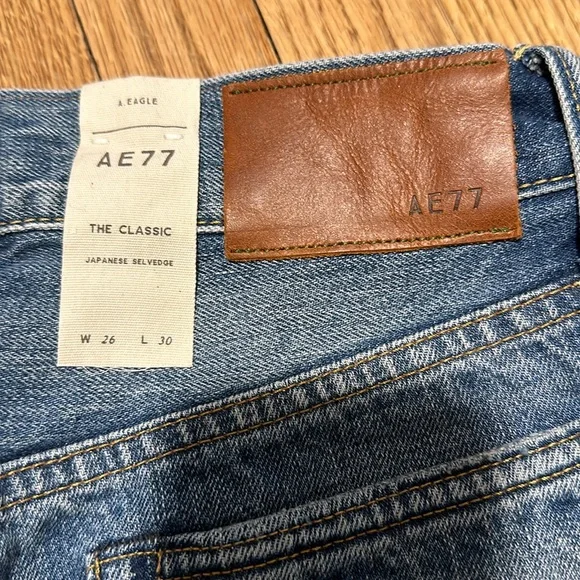 A. EAGLE
AE77
THE CLASSIC
JAPANESE SELVEDGE
W 26 L 30
AE77